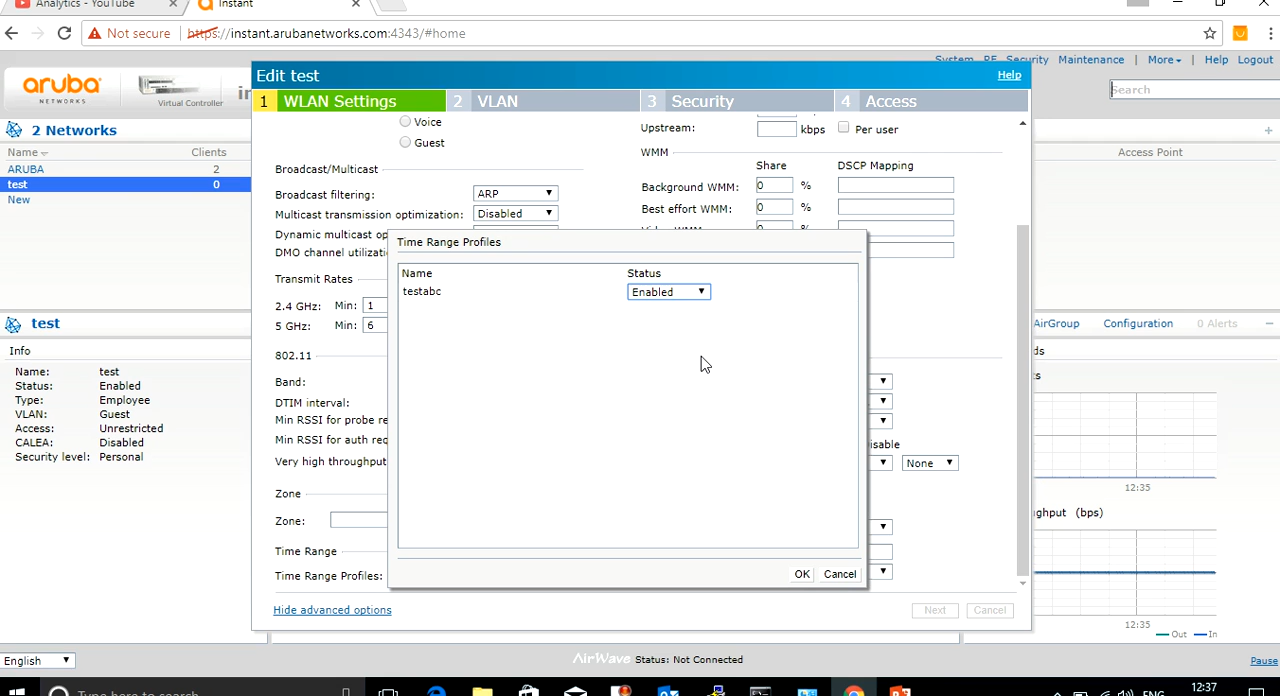 Analytics - YouTube
Instant
Not secure
https://instant.arubanetworks.com:4343/#home
System
RF
Security
Maintenance
More
Help
Logout
aruba
NETWORKS
Virtual Controller
Search
2 Networks
Name
Clients
ARUBA
2
test
0
New
Access Point
test
Info
Name: test
Status: Enabled
Type: Employee
VLAN: Guest
Access: Unrestricted
CALEA: Disabled
Security level: Personal
AirGroup
Configuration
0 Alerts
12:35
(bps)
12:35
Out
In
Edit test
Help
1 WLAN Settings
2 VLAN
3 Security
4 Access
Voice
Guest
Upstream: kbps Per user
WMM
Share
DSCP Mapping
Background WMM: 0 %
Best effort WMM: 0 %
Broadcast/Multicast
Broadcast filtering: ARP
Multicast transmission optimization: Disabled
Dynamic multicast
DMO channel
Transmit Rates
2.4 GHz: Min: 1
5 GHz: Min: 6
802.11
Band:
DTIM interval:
Min RSSI for probe
Min RSSI for auth
Very high throughput
None
Zone
Zone:
Time Range
Time Range Profiles:
Hide advanced options
Next
Cancel
Time Range Profiles
Name
Status
testabc
Enabled
OK
Cancel
English
AirWave Status: Not Connected
Pause
Type here to search
ENG
12:37